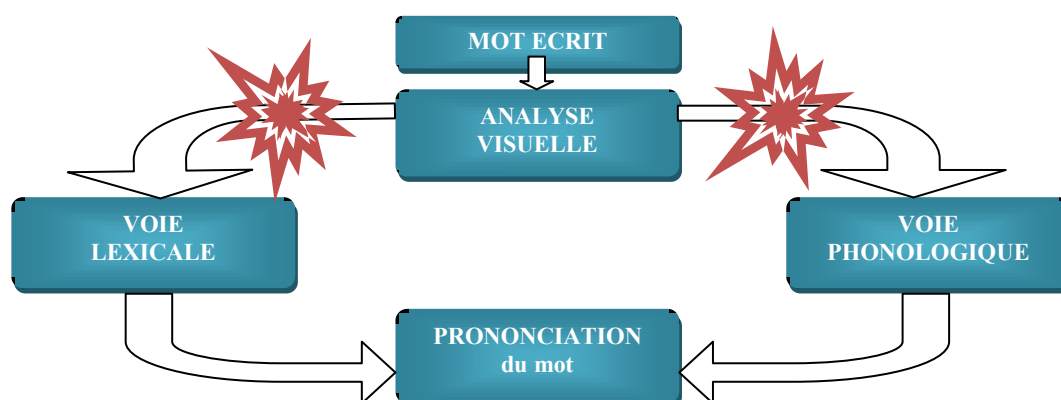 MOT ECRIT
ANALYSE
VISUELLE
VOIE
LEXICALE
VOIE
PHONOLOGIQUE
PRONONCIATION
du mot